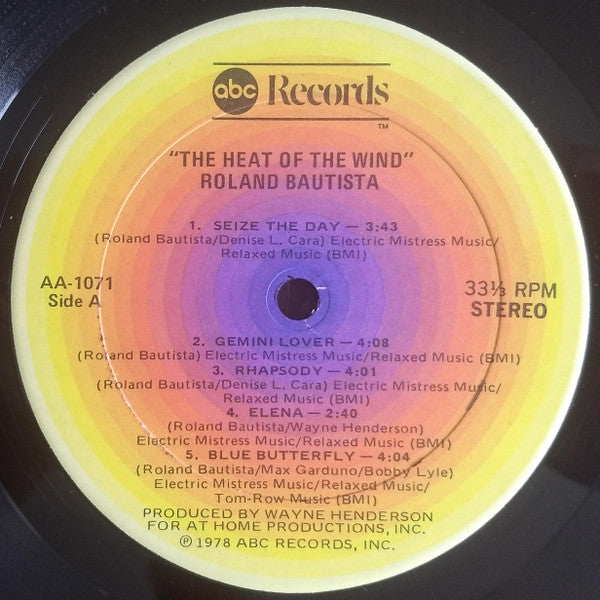 abc Records
TM
"THE HEAT OF THE WIND"
ROLAND BAUTISTA
1. SEIZE THE DAY — 3:43
(Roland Bautista/Denise L. Cara) Electric Mistress Music/
Relaxed Music (BMI)
AA-1071
Side A
33⅓ RPM
STEREO
2. GEMINI LOVER — 4:08
(Roland Bautista) Electric Mistress Music/Relaxed Music (BMI)
3. RHAPSODY — 4:01
(Roland Bautista/Denise L. Cara) Electric Mistress Music/
Relaxed Music (BMI)
4. ELENA — 2:40
(Roland Bautista/Wayne Henderson)
Electric Mistress Music/Relaxed Music (BMI)
5. BLUE BUTTERFLY — 4:04
(Roland Bautista/Max Garduno/Bobby Lyle)
Electric Mistress Music/Relaxed Music/
Tom-Row Music (BMI)
PRODUCED BY WAYNE HENDERSON
FOR AT HOME PRODUCTIONS, INC.
℗ 1978 ABC RECORDS, INC.